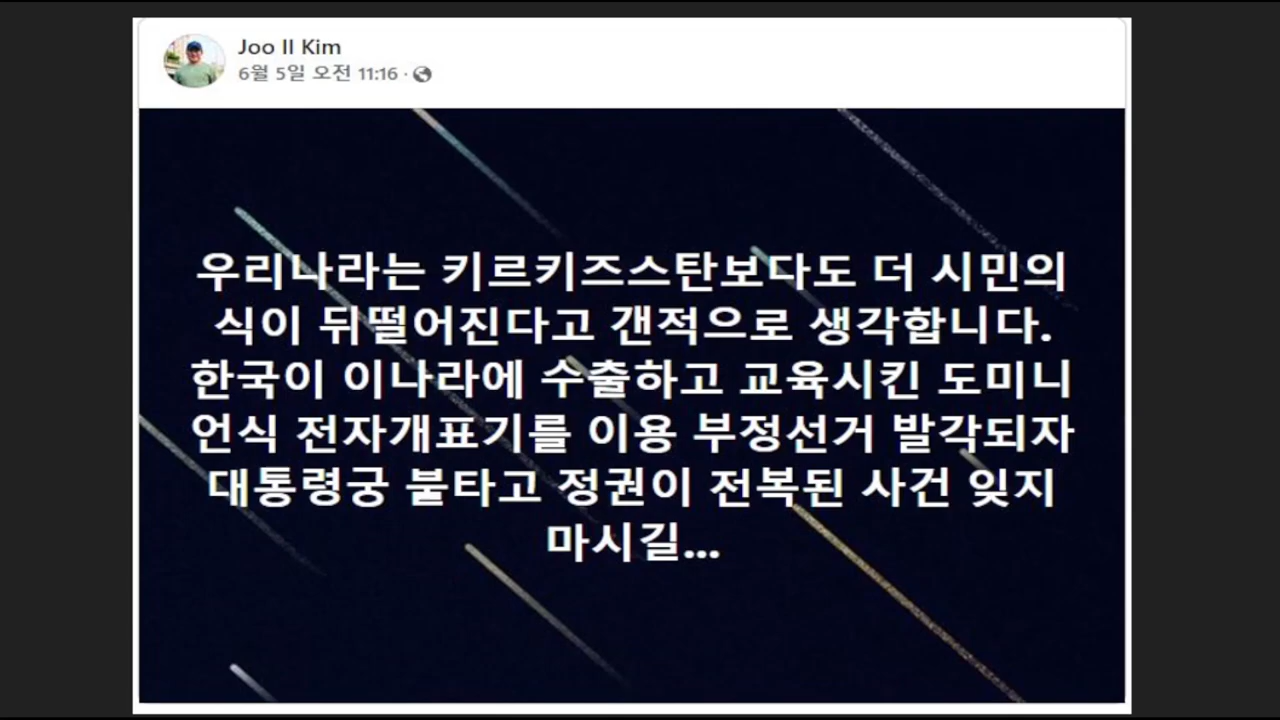 Joo Il Kim
6월 5일 오전 11:16 ·
우리나라는 키르키즈스탄보다도 더 시민의
식이 뒤떨어진다고 갠적으로 생각합니다.
한국이 이나라에 수출하고 교육시킨 도미니
언식 전자개표기를 이용 부정선거 발각되자
대통령궁 불타고 정권이 전복된 사건 잊지
마시길...